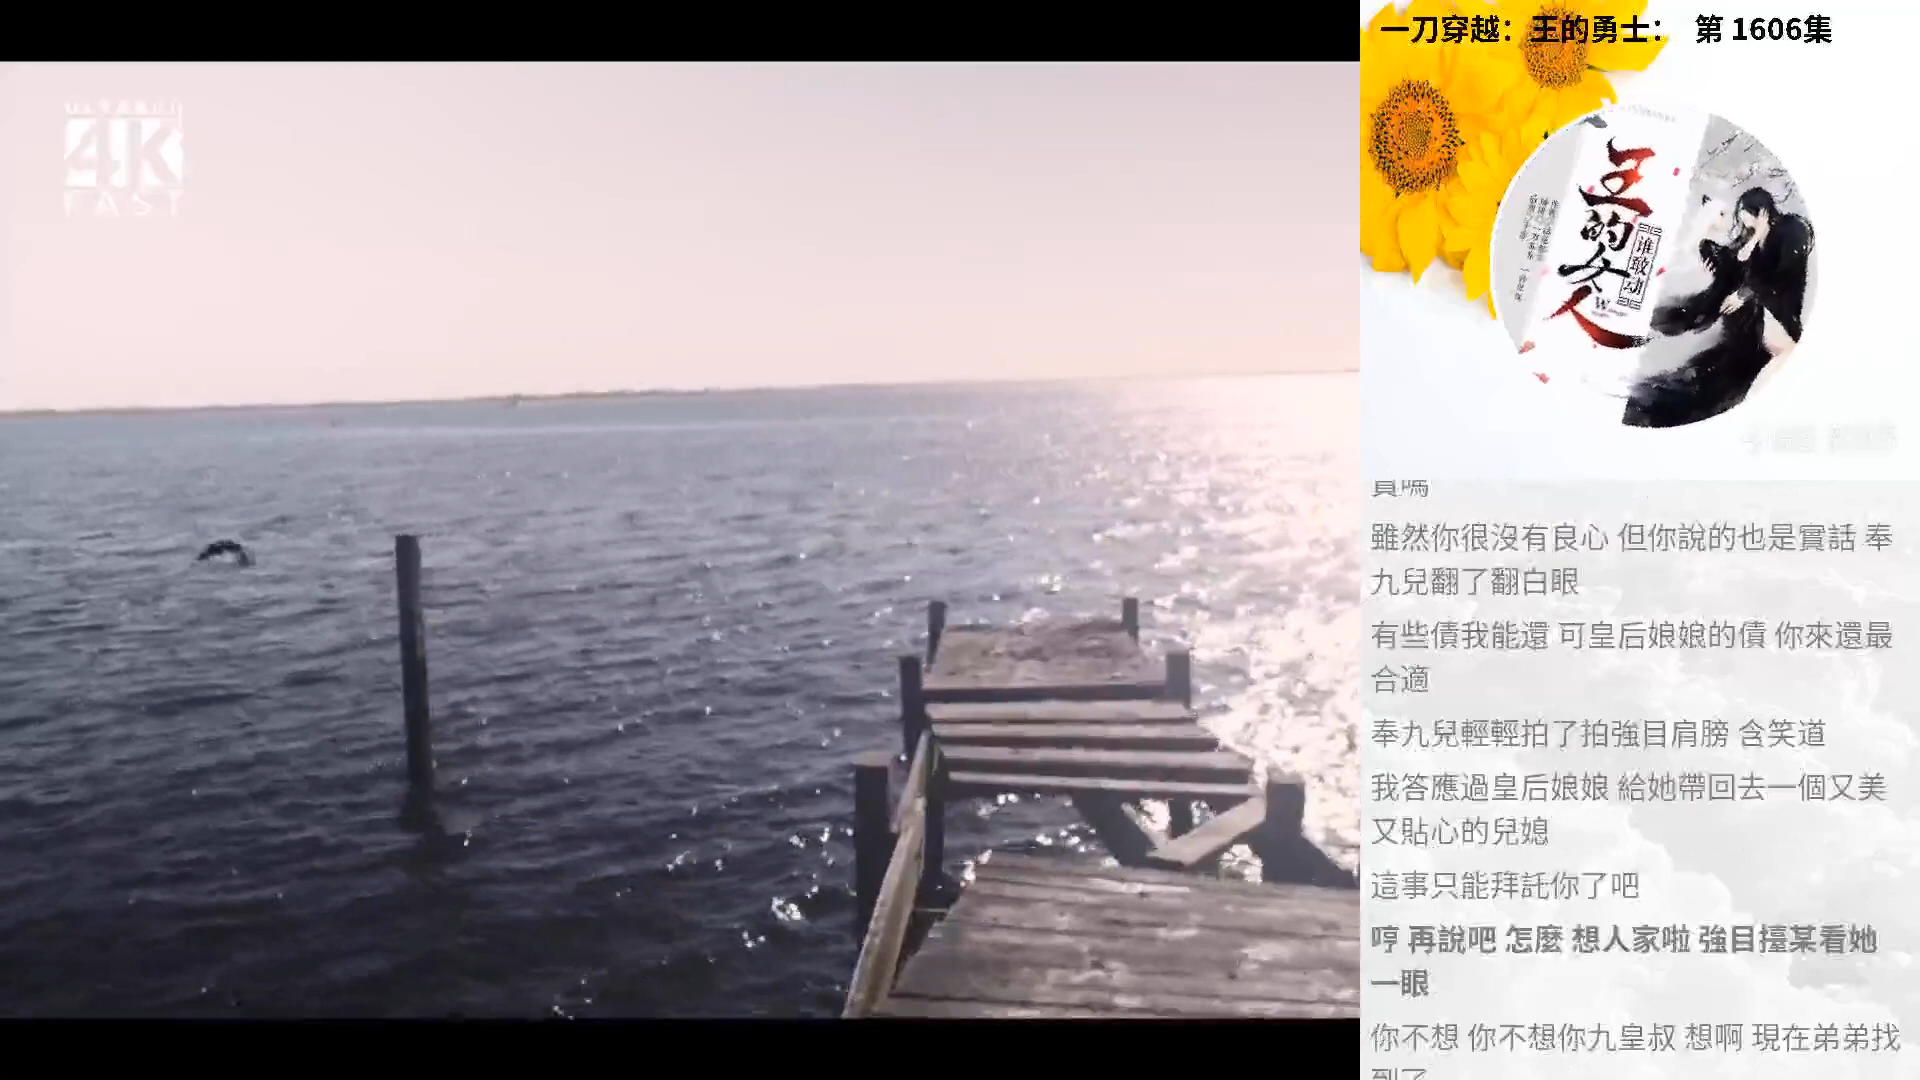 一刀穿越：王的勇士： 第 1606集
4K
FAST
王的女人
谁敢动
雖然你很沒有良心 但你說的也是實話 奉
九兒翻了翻白眼
有些債我能還 可皇后娘娘的債 你來還最
合適
奉九兒輕輕拍了拍強目肩膀 含笑道
我答應過皇后娘娘 給她帶回去一個又美
又貼心的兒媳
這事只能拜託你了吧
哼 再說吧 怎麼 想人家啦 強目擡某看她
一眼
你不想 你不想你九皇叔 想啊 現在弟弟找
到了